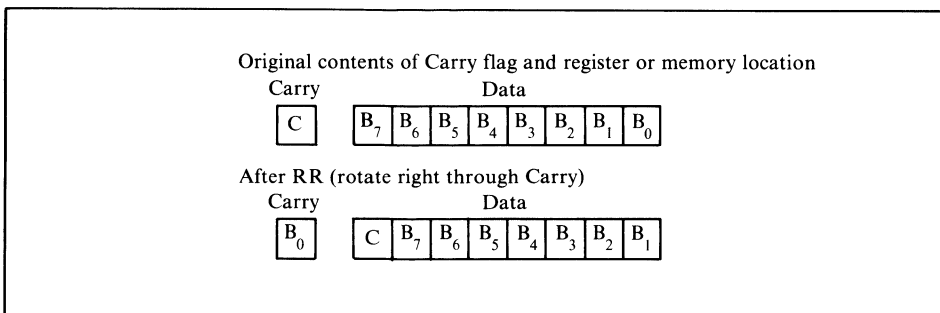 Original contents of Carry flag and register or memory location
Carry Data
C B7 B6 B5 B4 B3 B2 B1 B0
After RR (rotate right through Carry)
Carry Data
B0 C B7 B6 B5 B4 B3 B2 B1